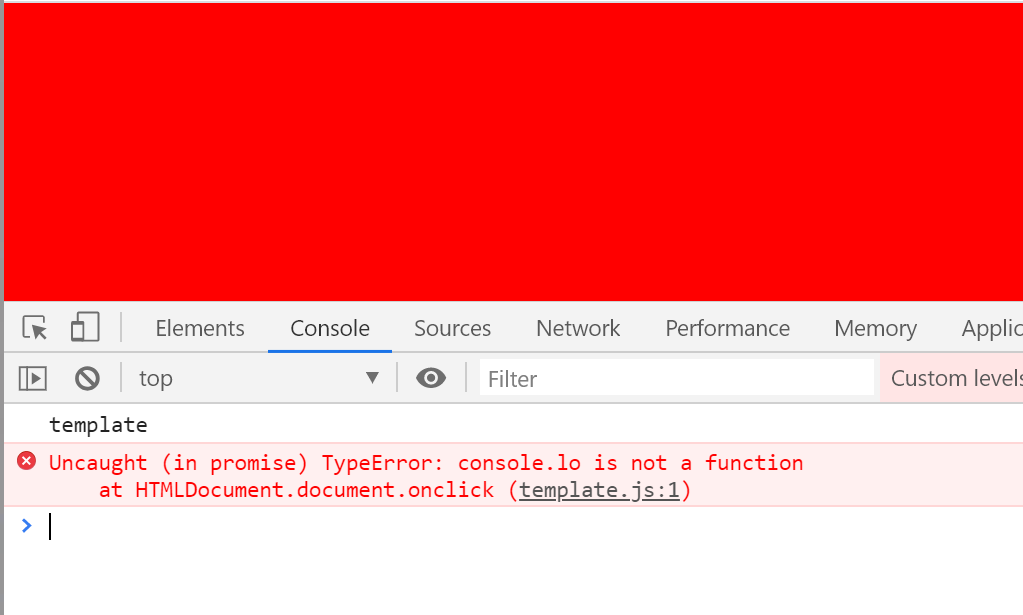 Elements Console Sources Network Performance Memory Applic
top Filter Custom levels
template
Uncaught (in promise) TypeError: console.lo is not a function
at HTMLDocument.document.onclick (template.js:1)